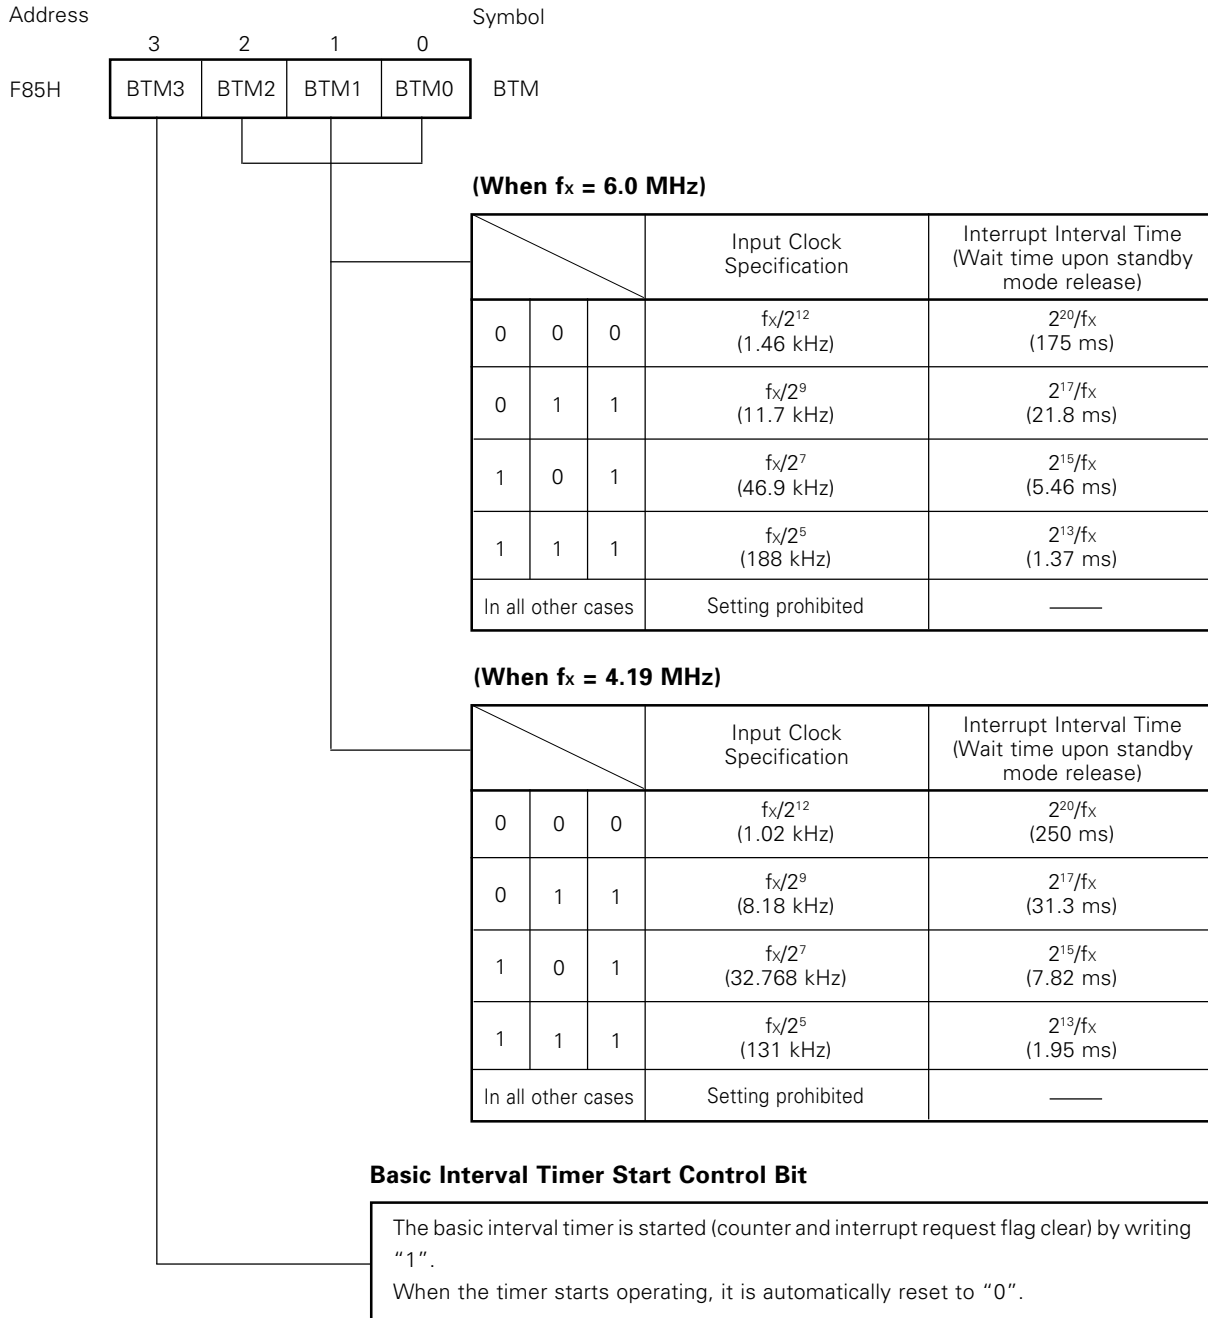 Address Symbol
3 2 1 0
F85H BTM3 BTM2 BTM1 BTM0 BTM
(When fx = 6.0 MHz)
Input Clock
Specification
Interrupt Interval Time
(Wait time upon standby
mode release)
0 0 0 fx/2¹² (1.46 kHz) 2²⁰/fx (175 ms)
0 1 1 fx/2⁹ (11.7 kHz) 2¹⁷/fx (21.8 ms)
1 0 1 fx/2⁷ (46.9 kHz) 2¹⁵/fx (5.46 ms)
1 1 1 fx/2⁵ (188 kHz) 2¹³/fx (1.37 ms)
In all other cases Setting prohibited ——
(When fx = 4.19 MHz)
Input Clock
Specification
Interrupt Interval Time
(Wait time upon standby
mode release)
0 0 0 fx/2¹² (1.02 kHz) 2²⁰/fx (250 ms)
0 1 1 fx/2⁹ (8.18 kHz) 2¹⁷/fx (31.3 ms)
1 0 1 fx/2⁷ (32.768 kHz) 2¹⁵/fx (7.82 ms)
1 1 1 fx/2⁵ (131 kHz) 2¹³/fx (1.95 ms)
In all other cases Setting prohibited ——
Basic Interval Timer Start Control Bit
The basic interval timer is started (counter and interrupt request flag clear) by writing
“1”.
When the timer starts operating, it is automatically reset to “0”.